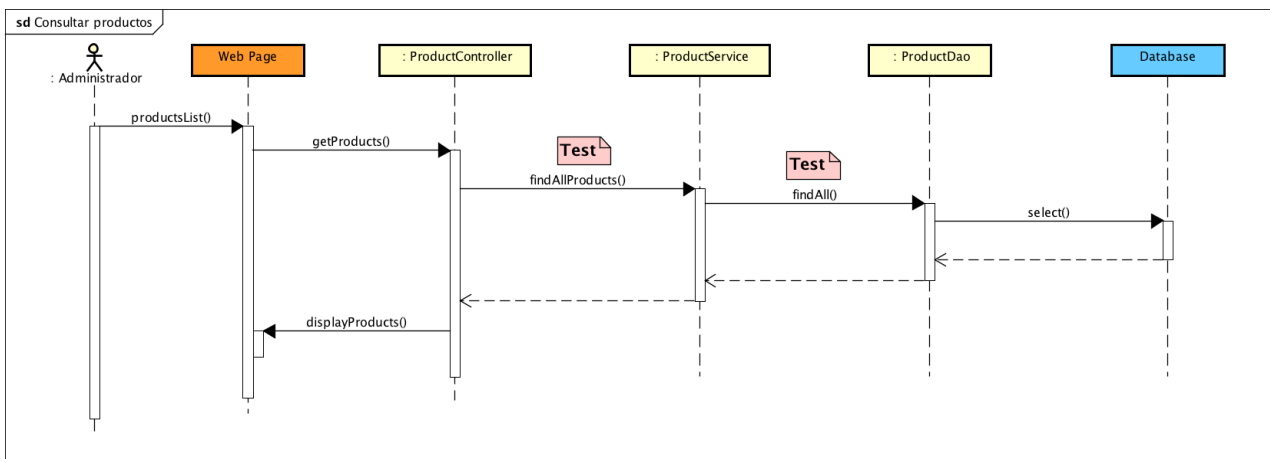 sd Consultar productos
: Administrador
Web Page
: ProductController
: ProductService
: ProductDao
Database
productsList()
getProducts()
Test
findAllProducts()
Test
findAll()
select()
displayProducts()